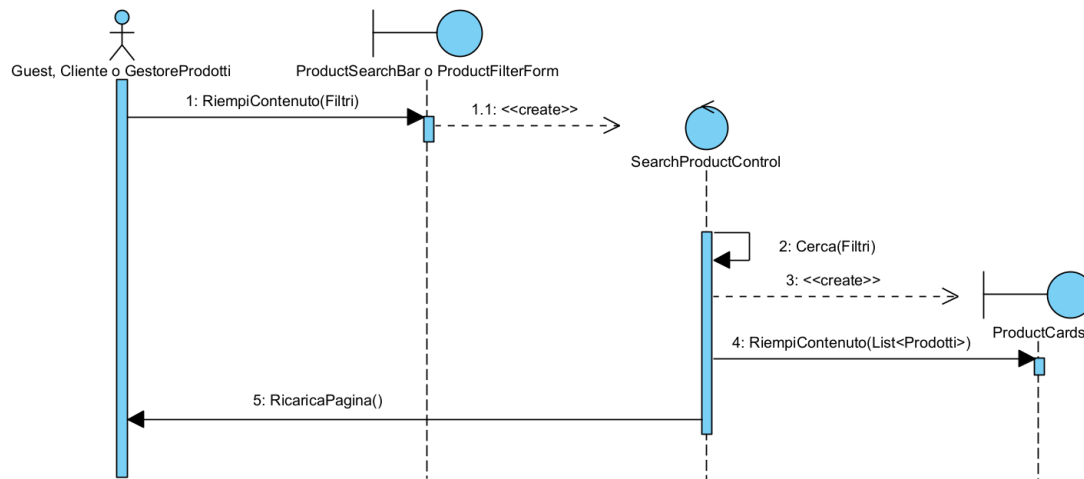 Guest, Cliente o GestoreProdotti
ProductSearchBar o ProductFilterForm
1: RiempiContenuto(Filtri)
1.1: <<create>>
SearchProductControl
2: Cerca(Filtri)
3: <<create>>
ProductCards
4: RiempiContenuto(List<Prodotti>)
5: RicaricaPagina()